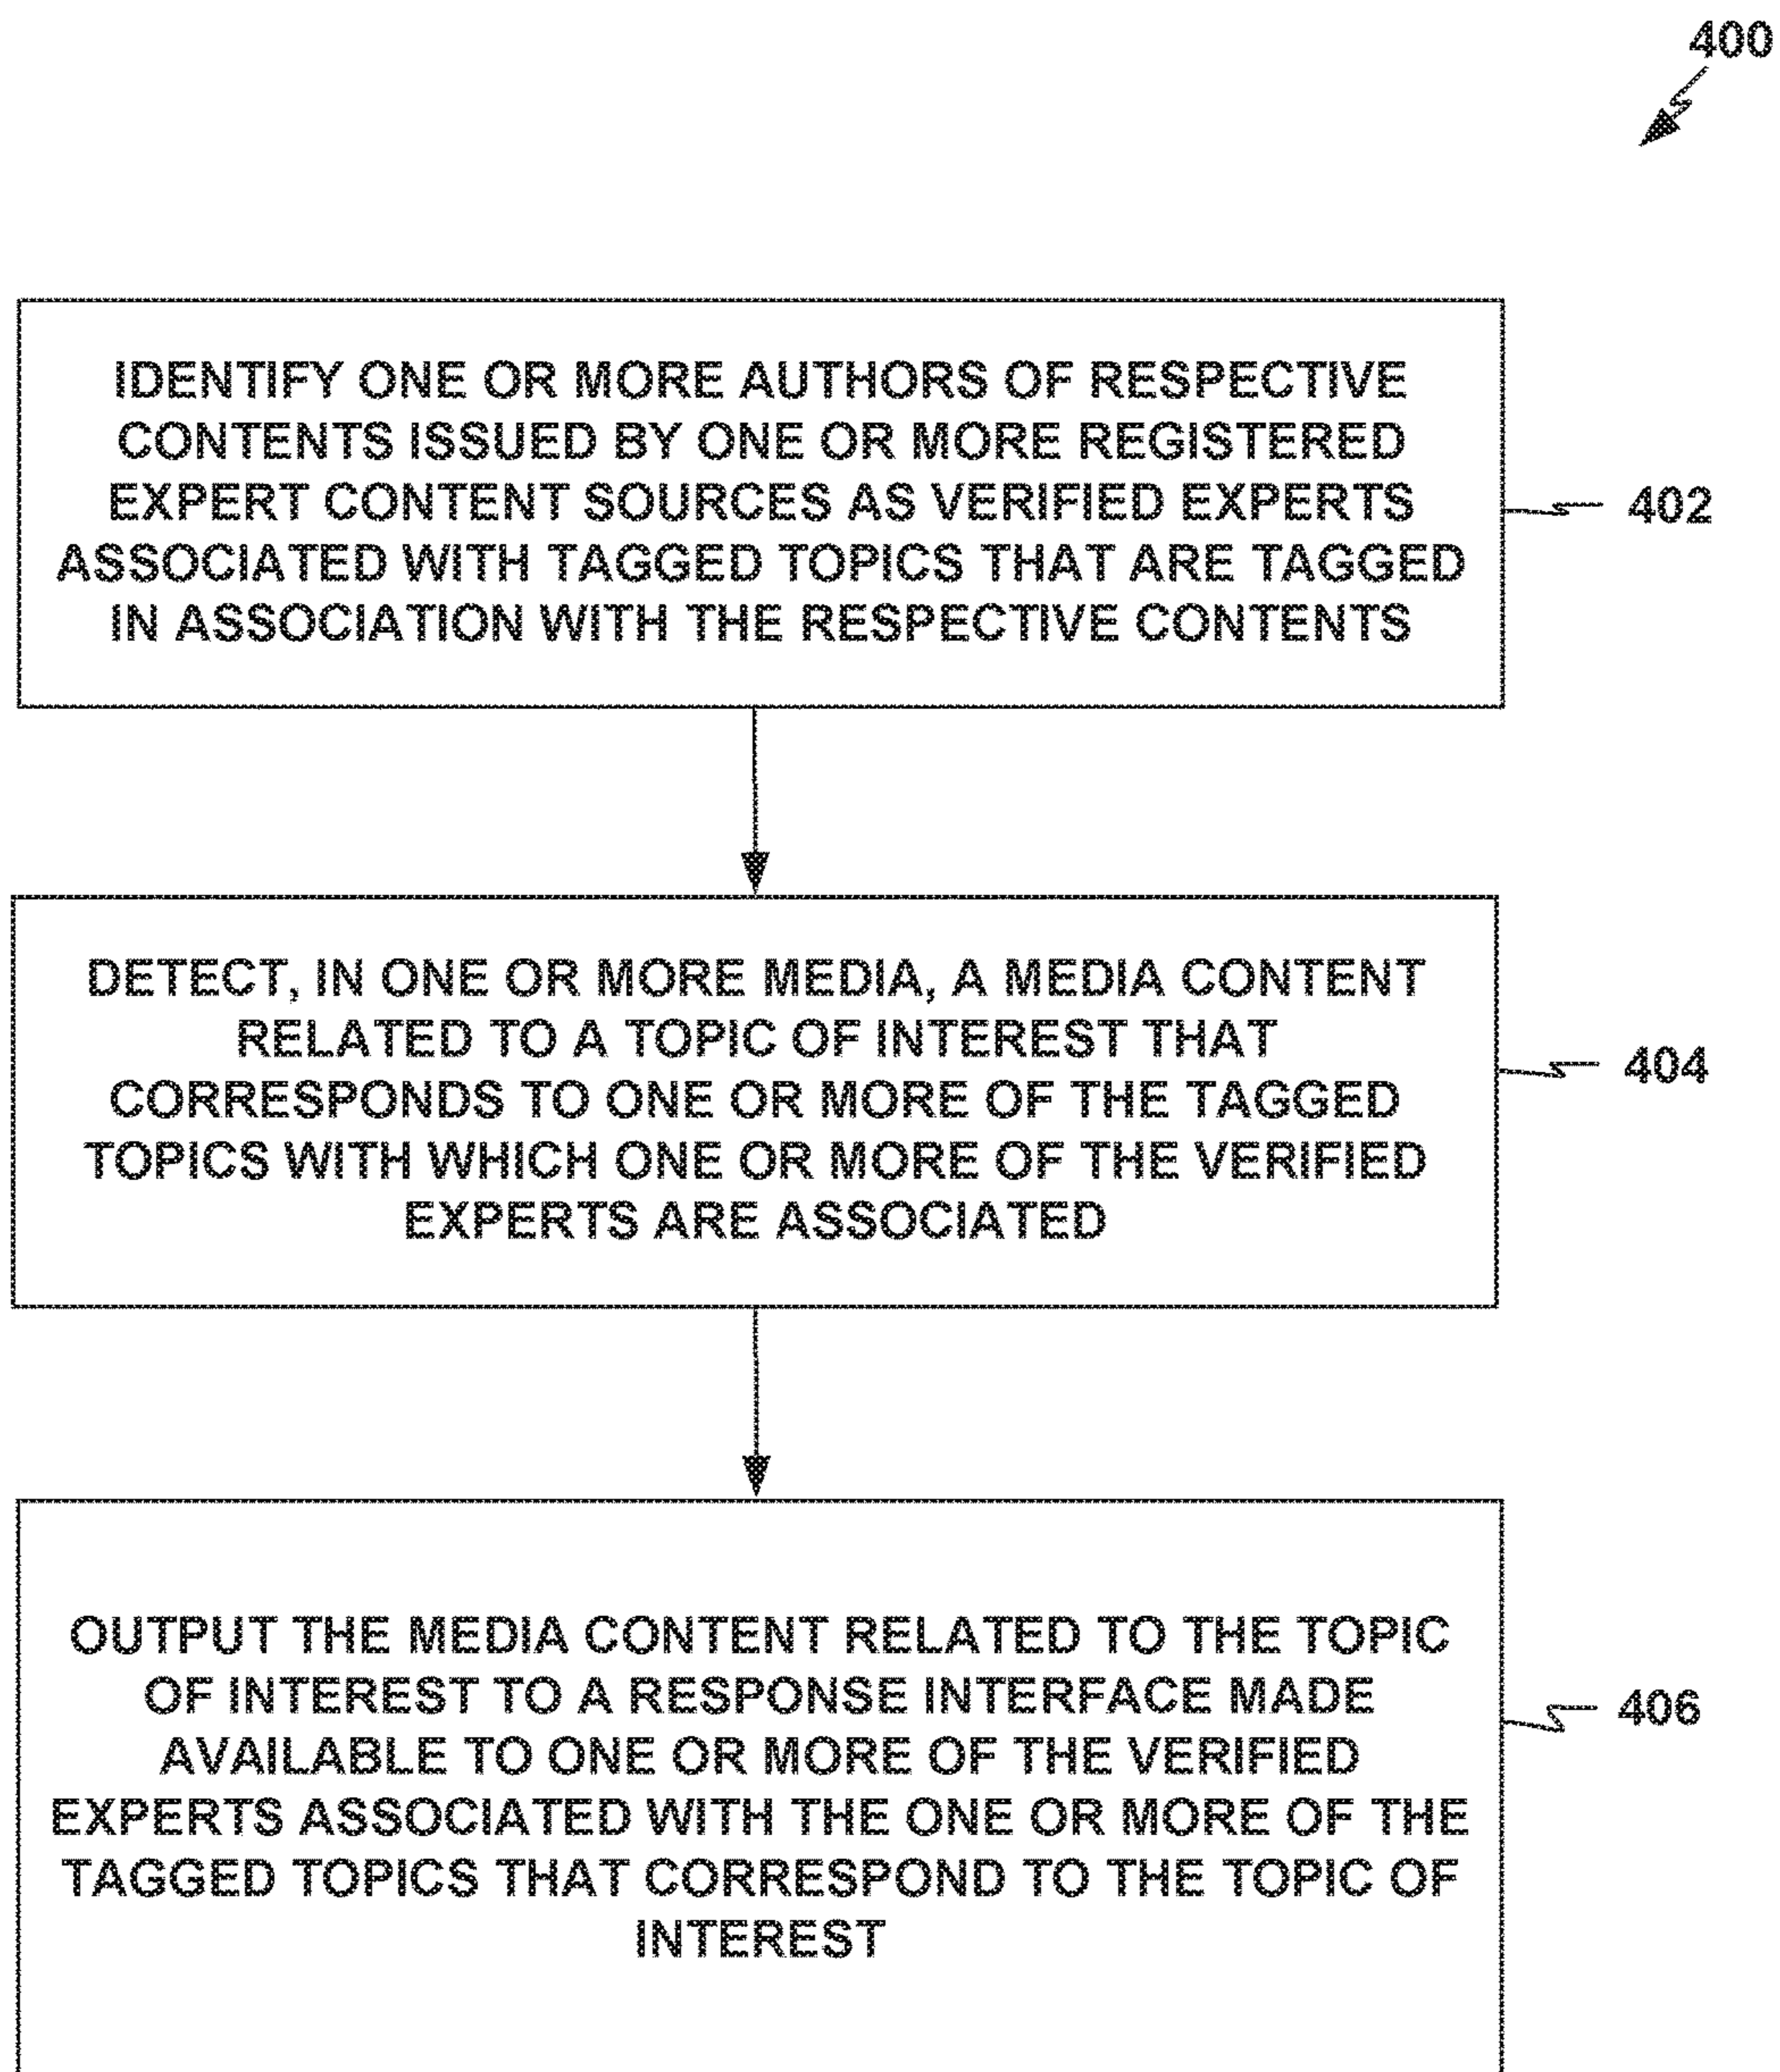 400
IDENTIFY ONE OR MORE AUTHORS OF RESPECTIVE
CONTENTS ISSUED BY ONE OR MORE REGISTERED
EXPERT CONTENT SOURCES AS VERIFIED EXPERTS
ASSOCIATED WITH TAGGED TOPICS THAT ARE TAGGED
IN ASSOCIATION WITH THE RESPECTIVE CONTENTS
402
DETECT, IN ONE OR MORE MEDIA, A MEDIA CONTENT
RELATED TO A TOPIC OF INTEREST THAT
CORRESPONDS TO ONE OR MORE OF THE TAGGED
TOPICS WITH WHICH ONE OR MORE OF THE VERIFIED
EXPERTS ARE ASSOCIATED
404
OUTPUT THE MEDIA CONTENT RELATED TO THE TOPIC
OF INTEREST TO A RESPONSE INTERFACE MADE
AVAILABLE TO ONE OR MORE OF THE VERIFIED
EXPERTS ASSOCIATED WITH THE ONE OR MORE OF THE
TAGGED TOPICS THAT CORRESPOND TO THE TOPIC OF
INTEREST
406